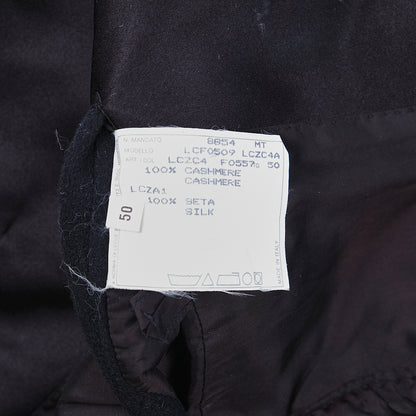 N. MANCATO 8854 MT
MODELLO LCF0509 LCZC4A
ART. COL. LCZC4 F0557 50
100% CASHMERE
CASHMERE
LCZA1
100% SETA
SILK
50
MADE IN ITALY